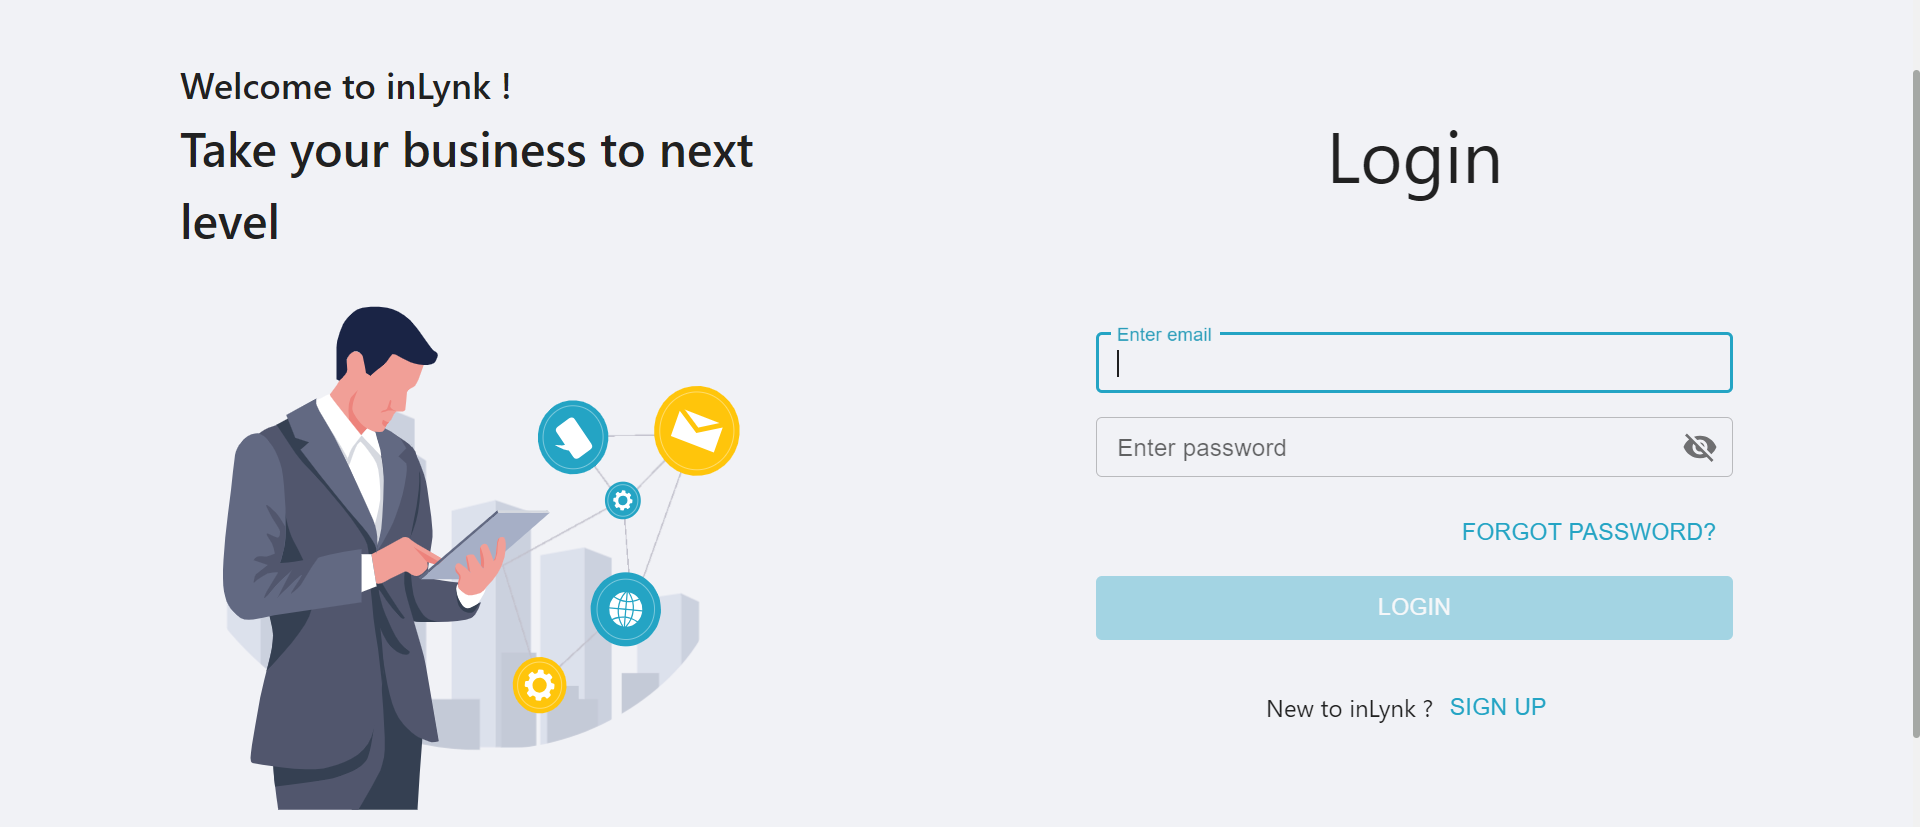 Welcome to inLynk !
Take your business to next
level
Login
Enter email
Enter password
FORGOT PASSWORD?
LOGIN
New to inLynk ? SIGN UP